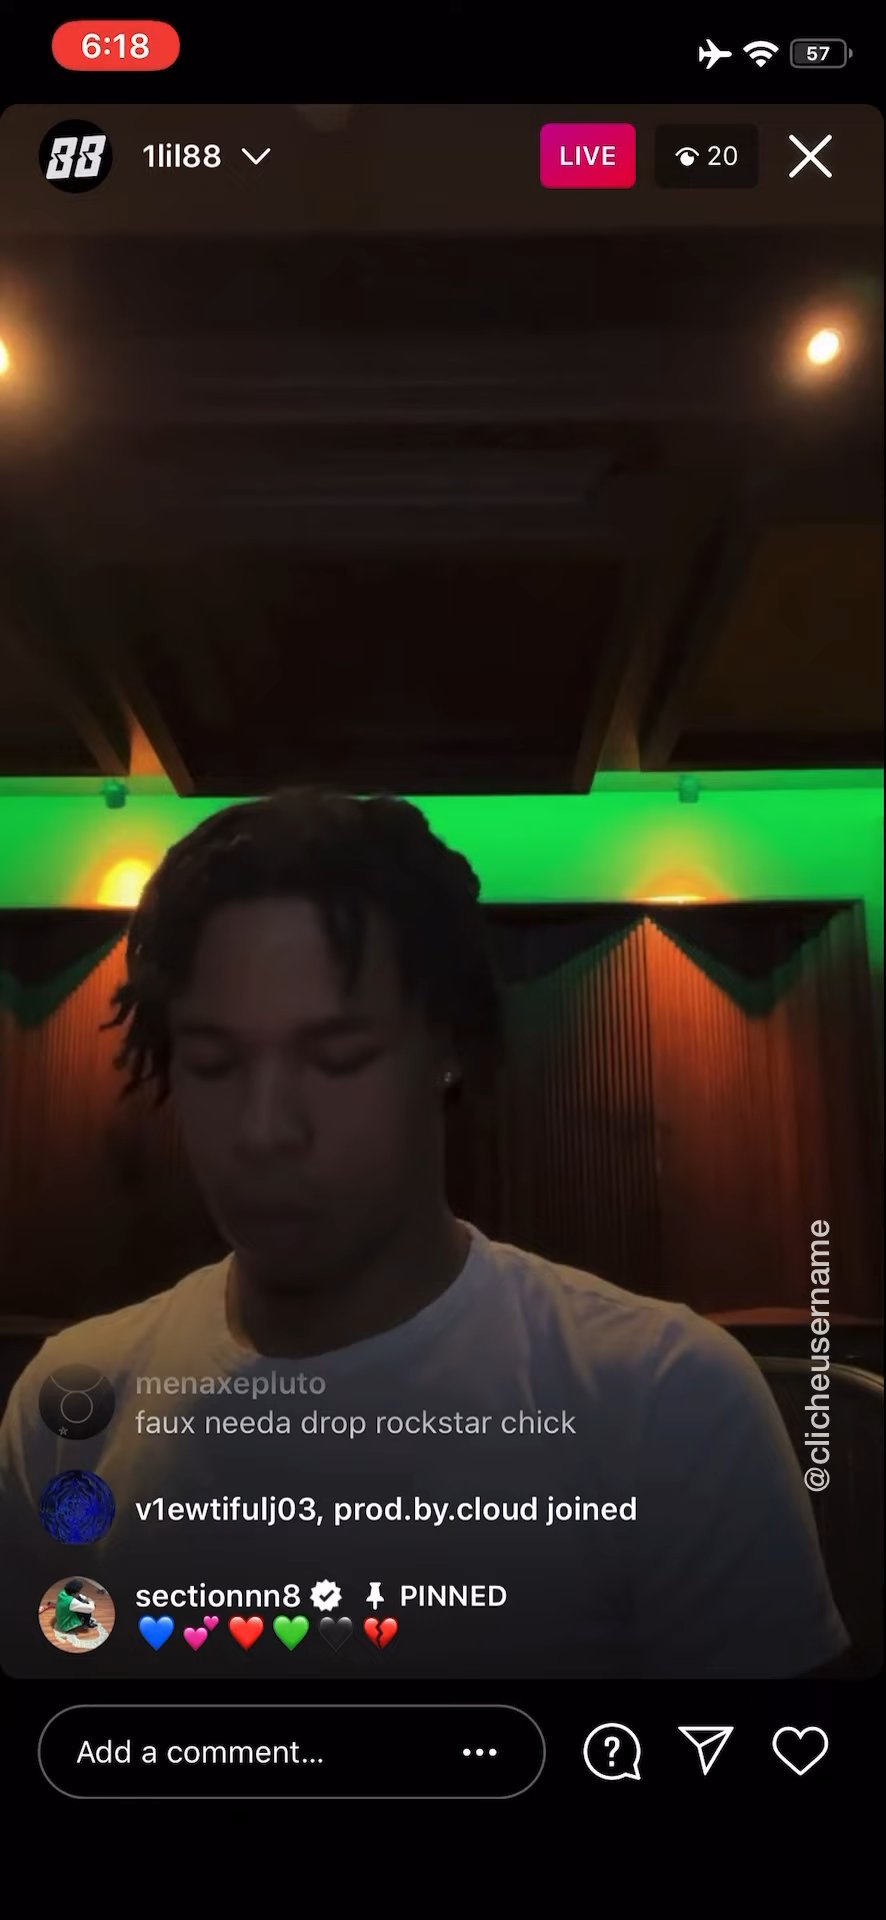 6:18
57
88
1lil88
LIVE
20
menaxepluto
faux needa drop rockstar chick
v1ewtifulj03, prod.by.cloud joined
sectionnn8 PINNED
💙💕❤️💚🖤💔
Add a comment...
@clicheusername